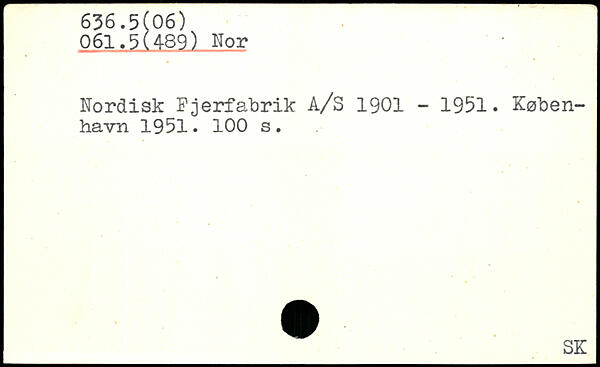 636.5(06)
061.5(489) Nor
Nordisk Fjerfabrik A/S 1901 - 1951. Køben-
havn 1951. 100 s.
SK